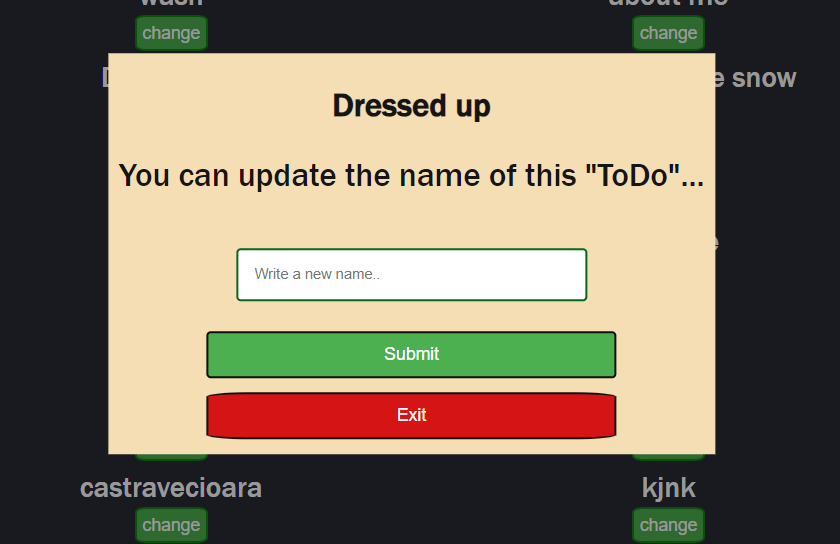 wash
about me
change
change
e snow
Dressed up
You can update the name of this "ToDo"...
Write a new name..
Submit
Exit
castravecioara
kjnk
change
change